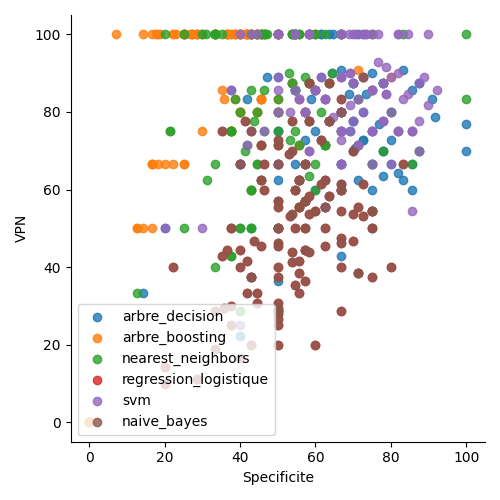 100
80
60
40
20
0
VPN
arbre_decision
arbre_boosting
nearest_neighbors
regression_logistique
svm
naive_bayes
0 20 40 60 80 100
Specificite